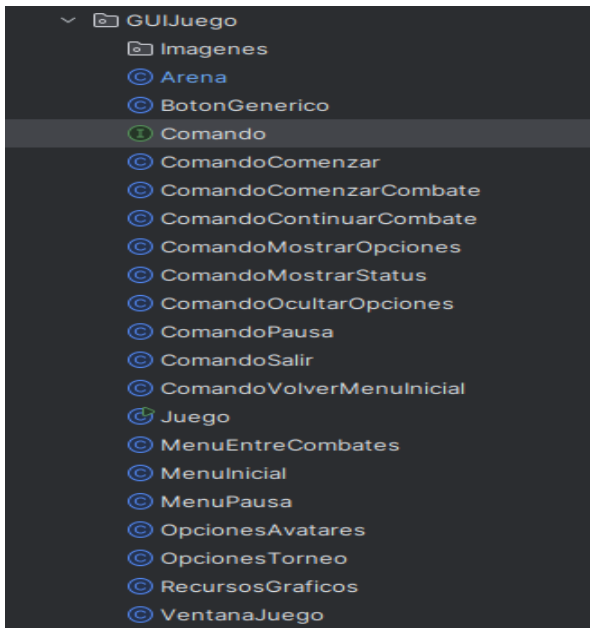 GUIJuego
Imagenes
Arena
BotonGenerico
Comando
ComandoComenzar
ComandoComenzarCombate
ComandoContinuarCombate
ComandoMostrarOpciones
ComandoMostrarStatus
ComandoOcultarOpciones
ComandoPausa
ComandoSalir
ComandoVolverMenuInicial
Juego
MenuEntreCombates
MenuInicial
MenuPausa
OpcionesAvatares
OpcionesTorneo
RecursosGraficos
VentanaJuego